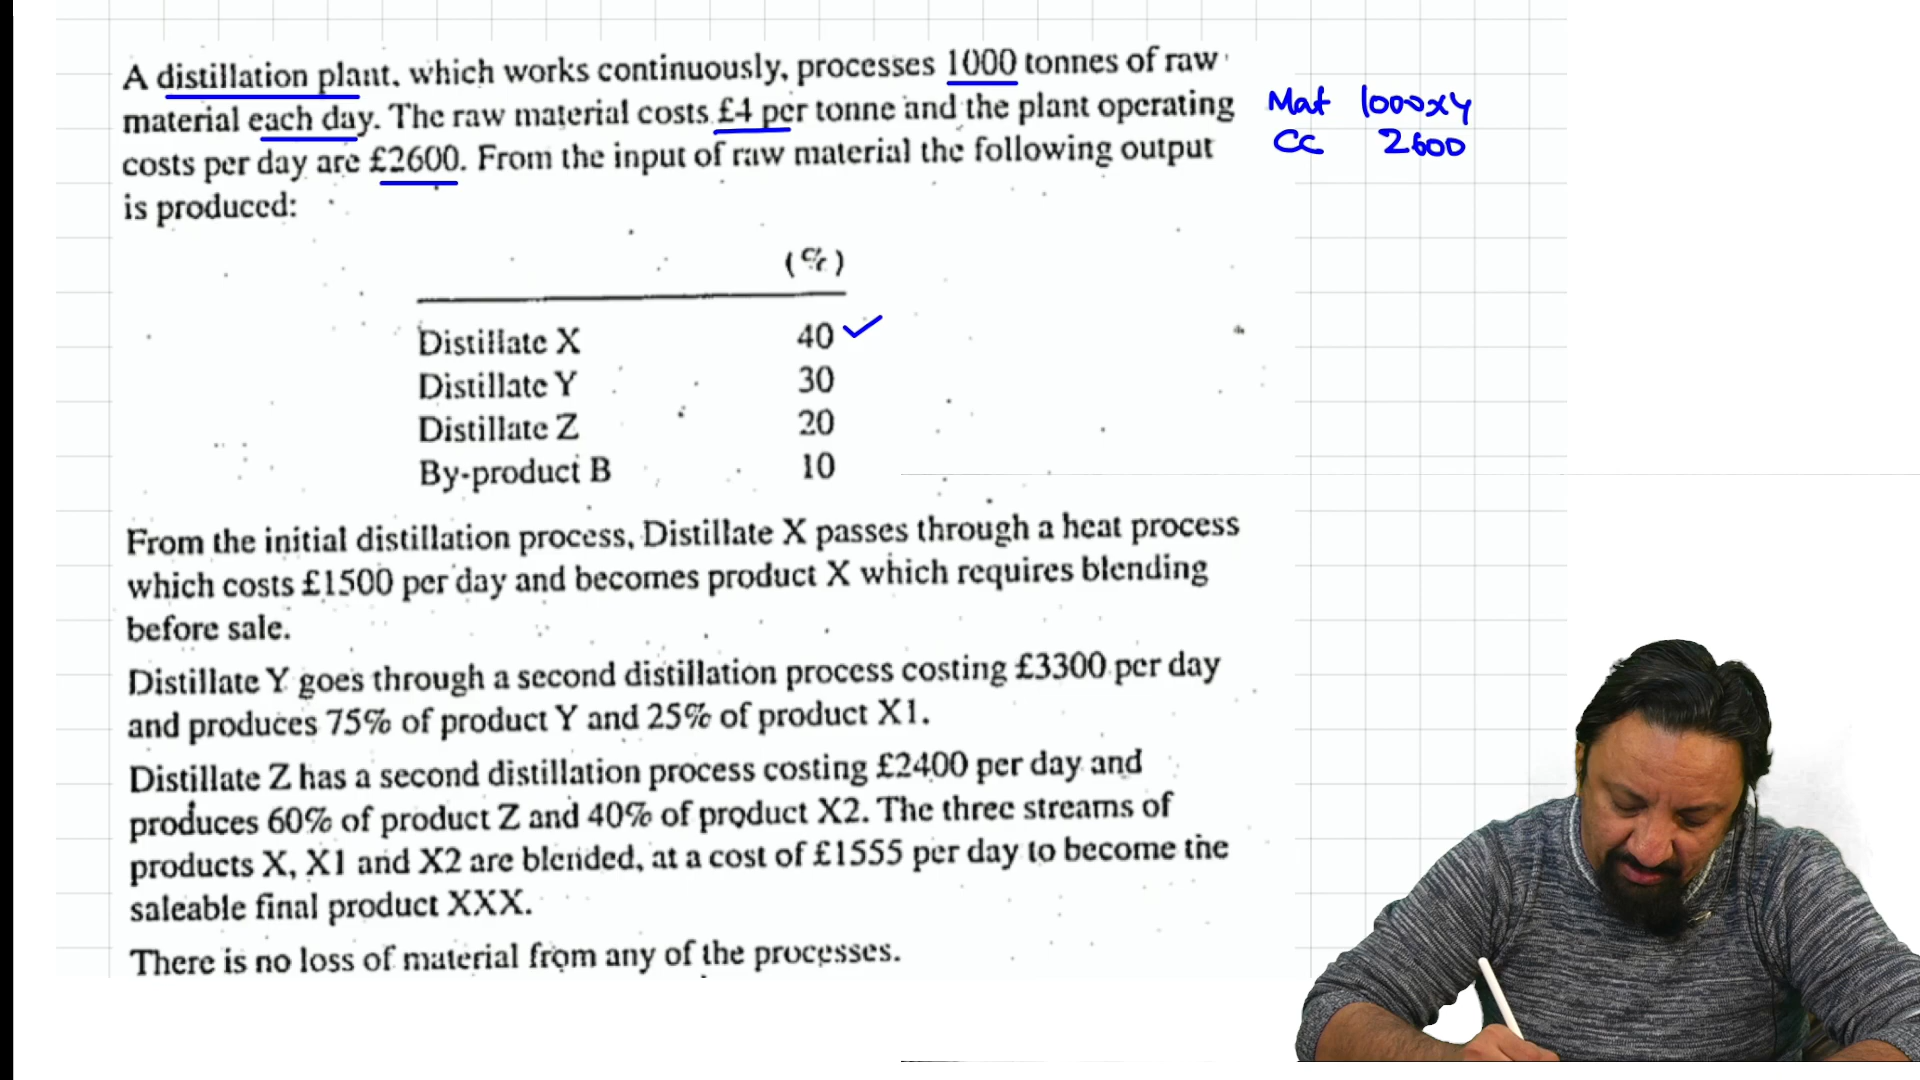 A distillation plant, which works continuously, processes 1000 tonnes of raw
material each day. The raw material costs £4 per tonne and the plant operating
costs per day are £2600. From the input of raw material the following output
is produced:
Mat 1000x4
CC 2600
(%)
Distillate X 40
Distillate Y 30
Distillate Z 20
By-product B 10
From the initial distillation process, Distillate X passes through a heat process
which costs £1500 per day and becomes product X which requires blending
before sale.
Distillate Y goes through a second distillation process costing £3300 per day
and produces 75% of product Y and 25% of product X1.
Distillate Z has a second distillation process costing £2400 per day and
produces 60% of product Z and 40% of product X2. The three streams of
products X, X1 and X2 are blended, at a cost of £1555 per day to become the
saleable final product XXX.
There is no loss of material from any of the processes.